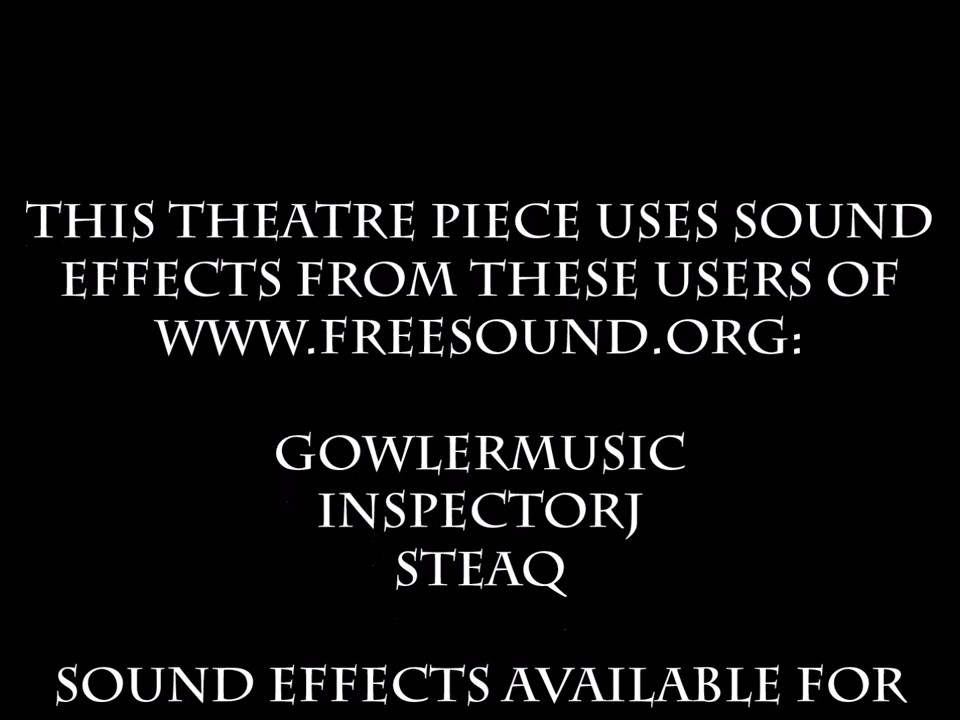 THIS THEATRE PIECE USES SOUND
EFFECTS FROM THESE USERS OF
WWW.FREESOUND.ORG:
GOWLERMUSIC
INSPECTORJ
STEAQ
SOUND EFFECTS AVAILABLE FOR